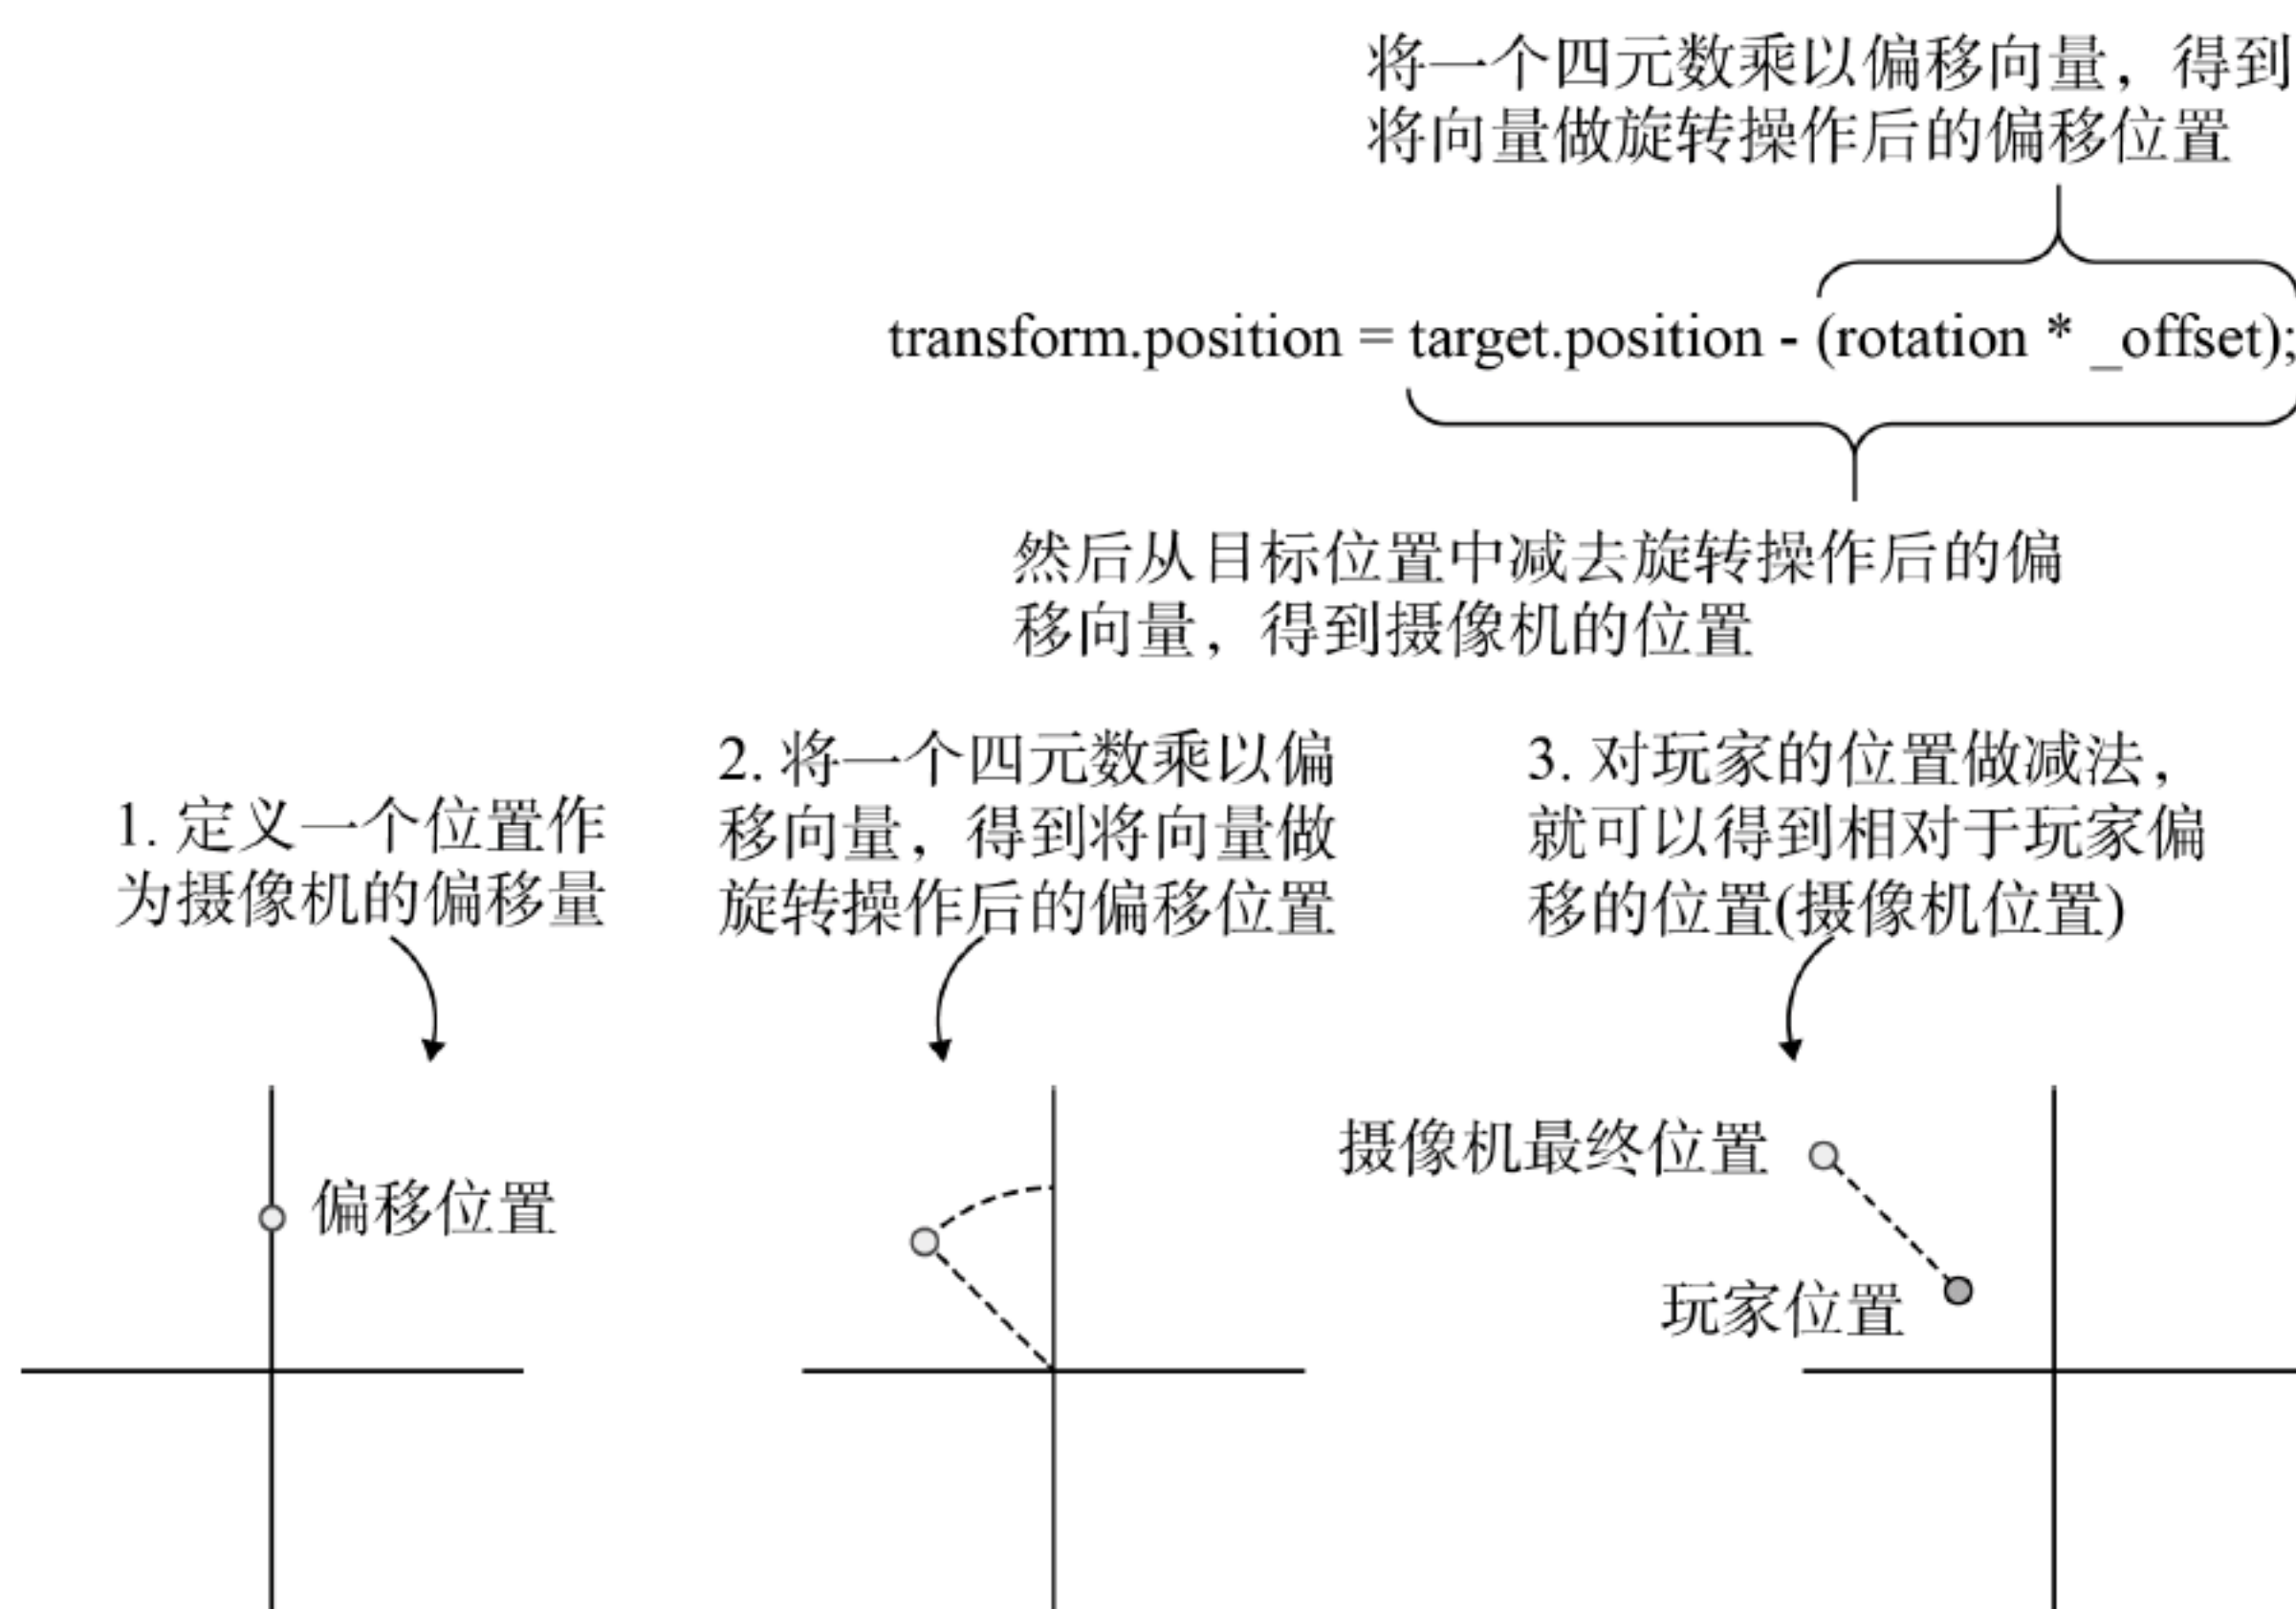 将一个四元数乘以偏移向量，得到
将向量做旋转操作后的偏移位置
transform.position = target.position - (rotation * _offset);
然后从目标位置中减去旋转操作后的偏
移向量，得到摄像机的位置
1. 定义一个位置作
为摄像机的偏移量
2. 将一个四元数乘以偏
移向量，得到将向量做
旋转操作后的偏移位置
3. 对玩家的位置做减法，
就可以得到相对于玩家偏
移的位置(摄像机位置)
偏移位置
摄像机最终位置
玩家位置